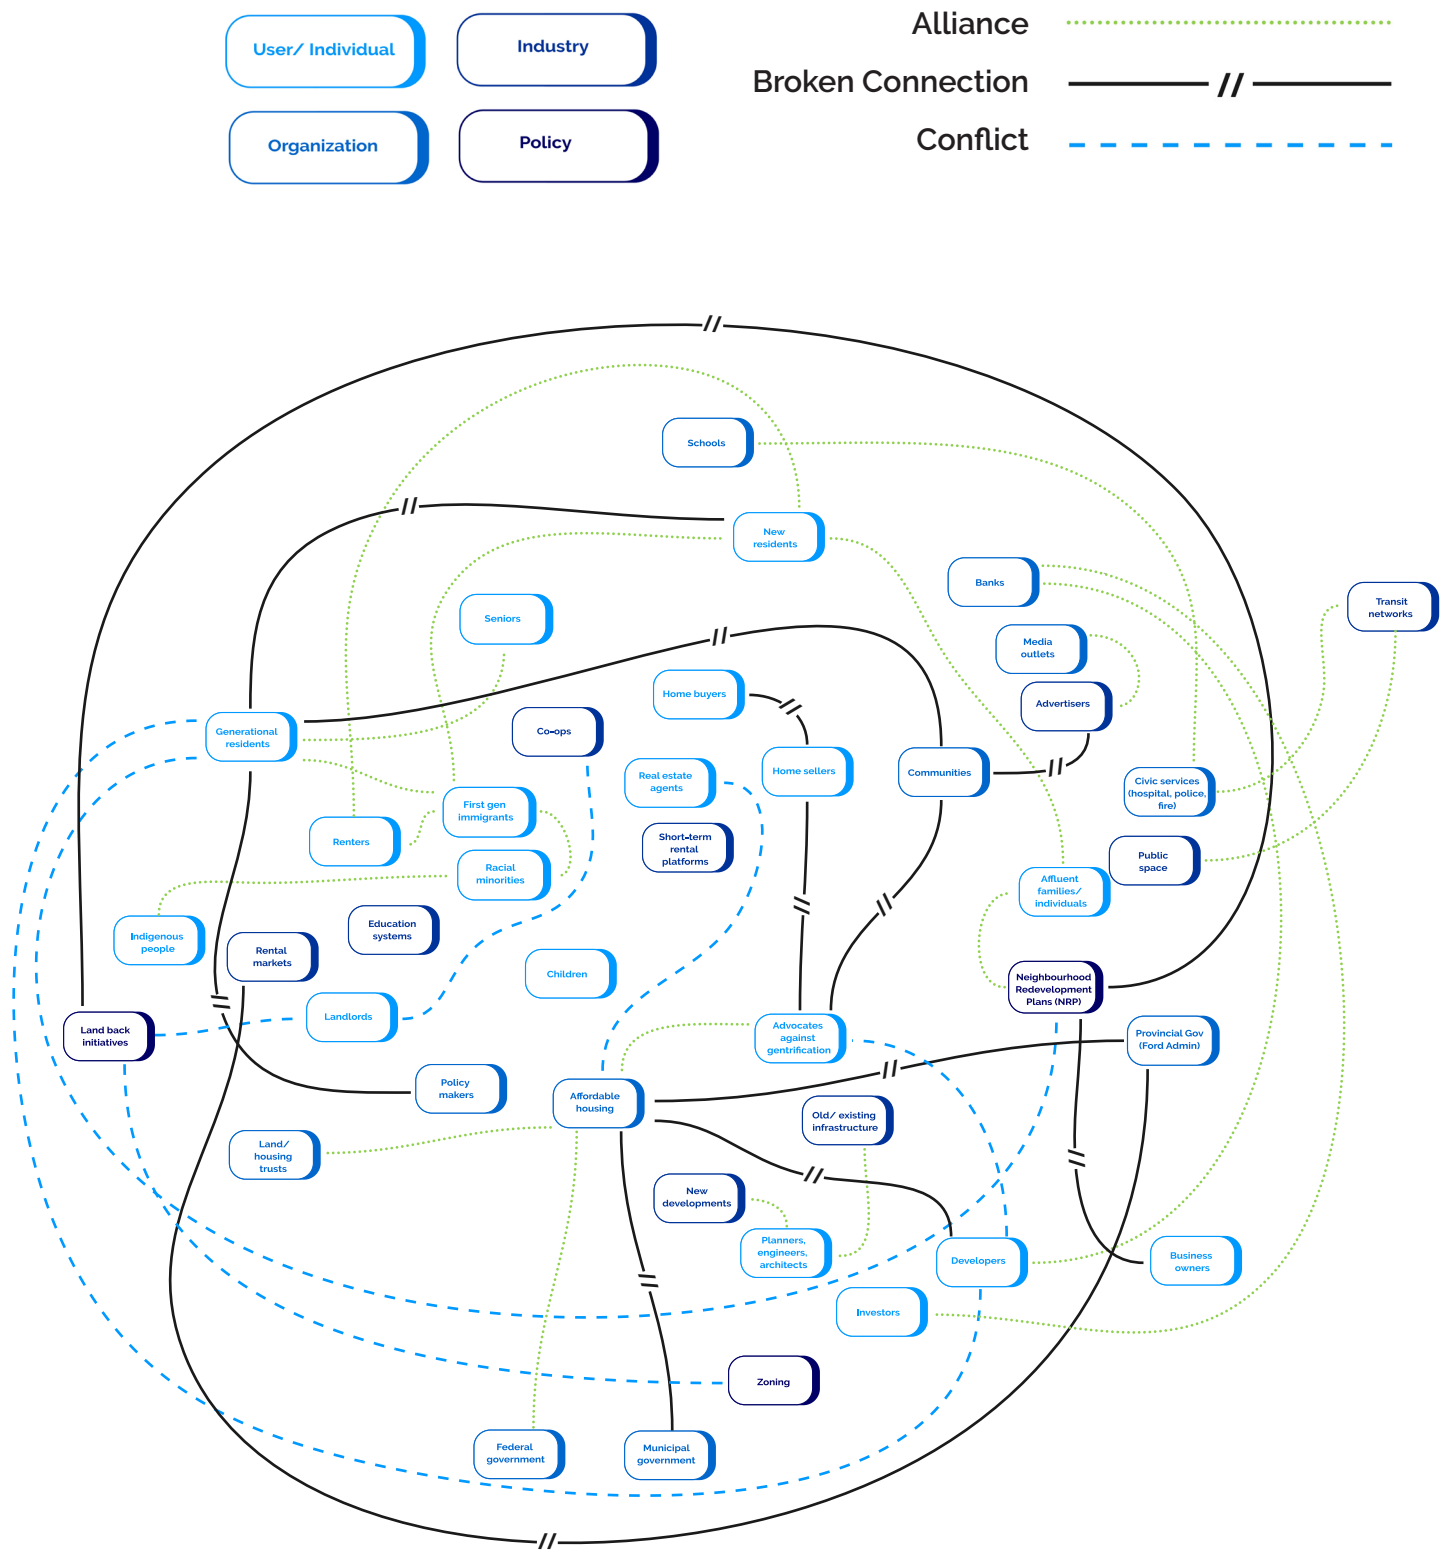 User/ Individual
Industry
Organization
Policy
Alliance
Broken Connection
Conflict
Schools
New
residents
Banks
Transit
networks
Seniors
Media
outlets
Home buyers
Advertisers
Generational
residents
Co-ops
Real estate
agents
Home sellers
Communities
Civic services
(hospital, police,
fire)
First gen
immigrants
Renters
Short-term
rental
platforms
Public
space
Racial
minorities
Affluent
families/
individuals
Indigenous
people
Education
systems
Rental
markets
Children
Neighbourhood
Redevelopment
Plans (NRP)
Landlords
Land back
initiatives
Advocates
against
gentrification
Provincial Gov
(Ford Admin)
Policy
makers
Affordable
housing
Old/ existing
infrastructure
Land/
housing
trusts
New
developments
Planners,
engineers,
architects
Developers
Business
owners
Investors
Zoning
Federal
government
Municipal
government